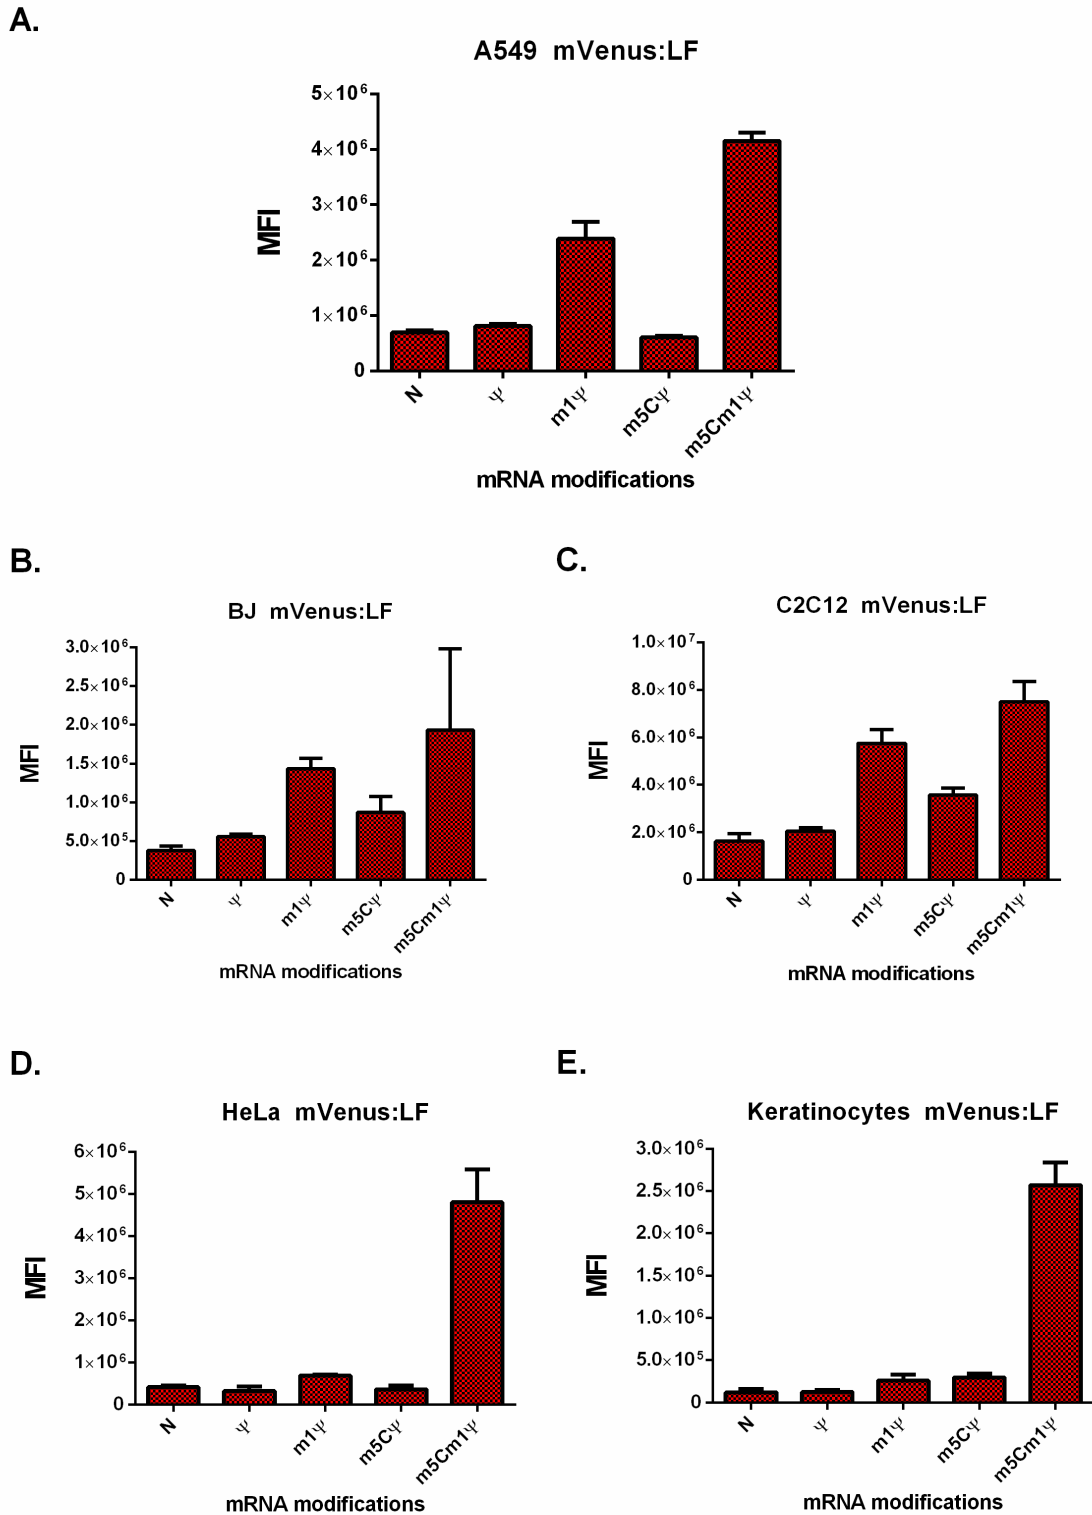 A.
A549 mVenus:LF
5×10⁶
4×10⁶
3×10⁶
2×10⁶
1×10⁶
0
MFI
N Ψ m1Ψ m5CΨ m5Cm1Ψ
mRNA modifications
B.
BJ mVenus:LF
3.0×10⁶
2.5×10⁶
2.0×10⁶
1.5×10⁶
1.0×10⁶
5.0×10⁵
0
MFI
N Ψ m1Ψ m5CΨ m5Cm1Ψ
mRNA modifications
C.
C2C12 mVenus:LF
1.0×10⁷
8.0×10⁶
6.0×10⁶
4.0×10⁶
2.0×10⁶
0
MFI
N Ψ m1Ψ m5CΨ m5Cm1Ψ
mRNA modifications
D.
HeLa mVenus:LF
6×10⁶
5×10⁶
4×10⁶
3×10⁶
2×10⁶
1×10⁶
0
MFI
N Ψ m1Ψ m5CΨ m5Cm1Ψ
mRNA modifications
E.
Keratinocytes mVenus:LF
3.0×10⁶
2.5×10⁶
2.0×10⁶
1.5×10⁶
1.0×10⁶
5.0×10⁵
0
MFI
N Ψ m1Ψ m5CΨ m5Cm1Ψ
mRNA modifications